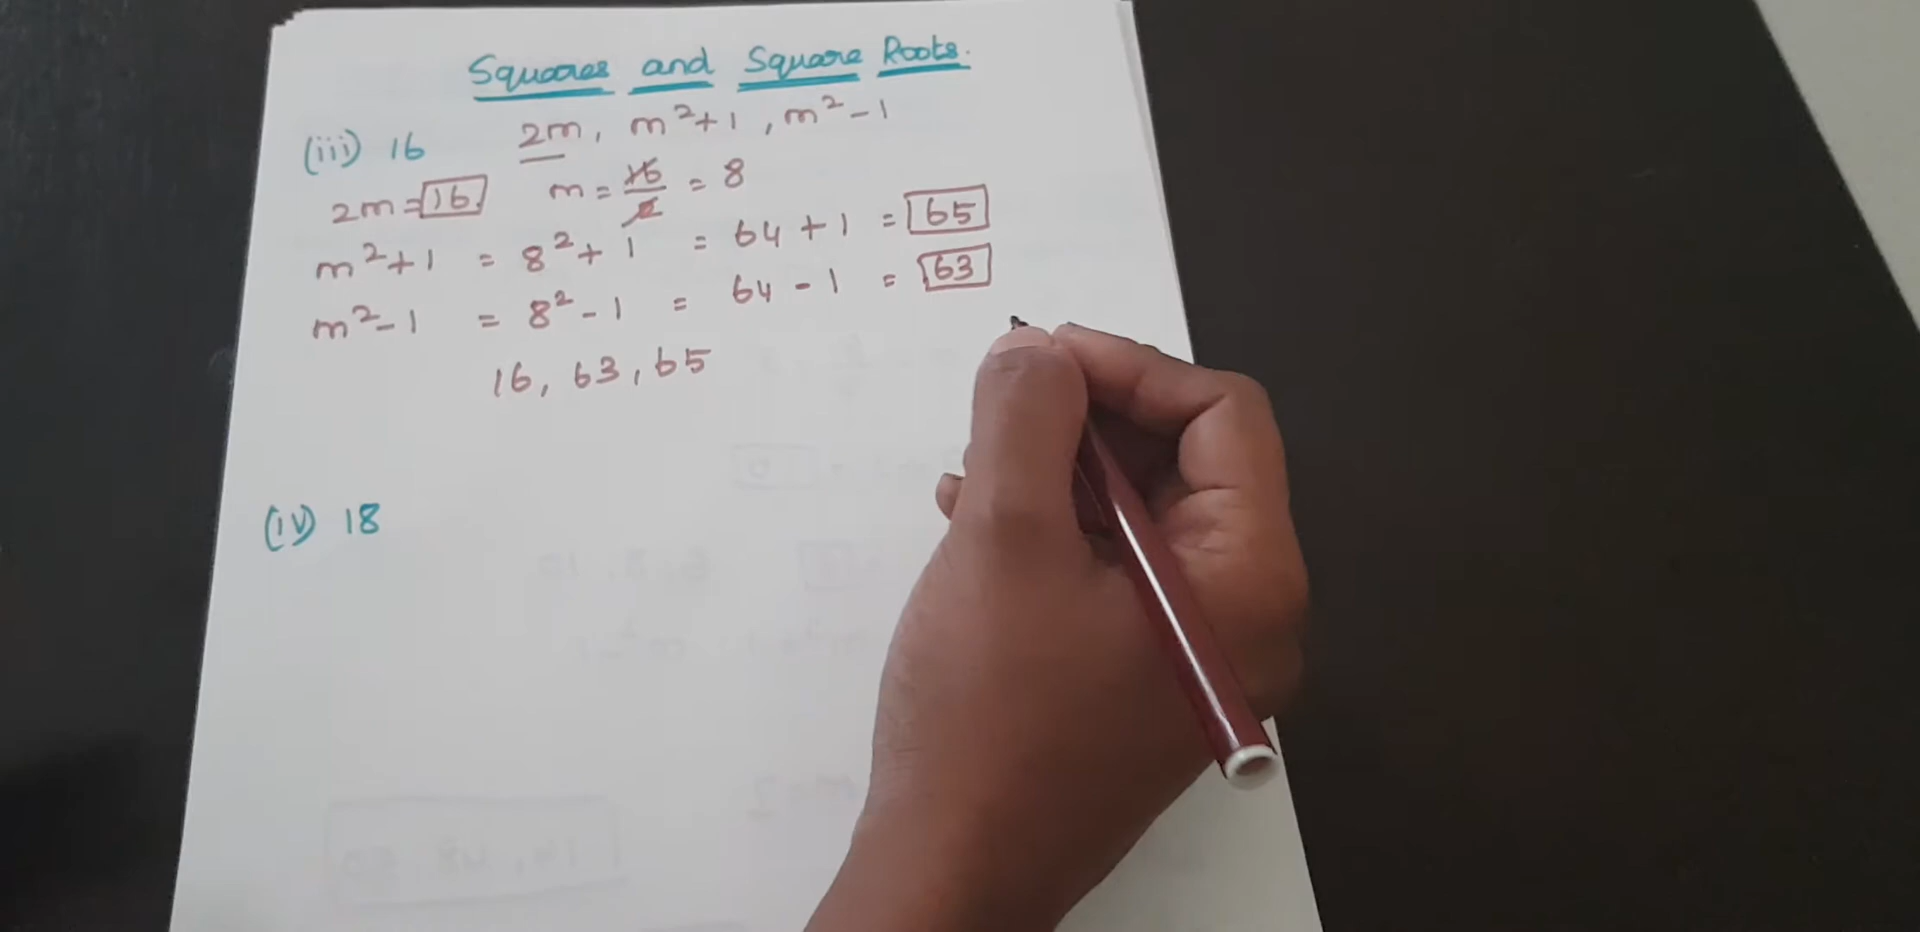 Squares and Square Roots.
(iii) 16 2m, m²+1, m²-1
2m = 16. m = 16/2 = 8
m²+1 = 8²+1 = 64+1 = 65
m²-1 = 8²-1 = 64-1 = 63
16, 63, 65
(iv) 18